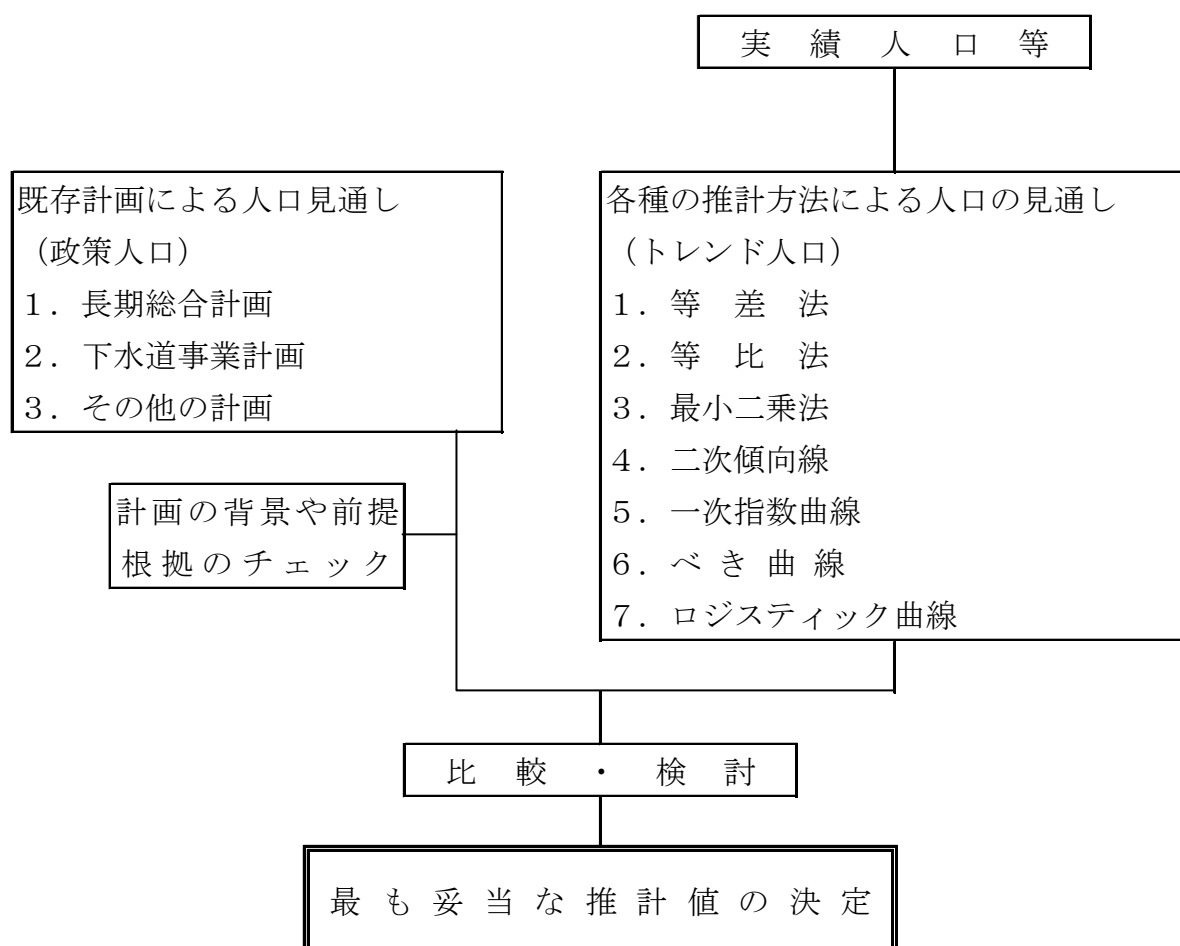 実績人口等
既存計画による人口見通し
（政策人口）
１．長期総合計画
２．下水道事業計画
３．その他の計画
計画の背景や前提
根拠のチェック
各種の推計方法による人口の見通し
（トレンド人口）
１．等　差　法
２．等　比　法
３．最小二乗法
４．二次傾向線
５．一次指数曲線
６．べ き 曲 線
７．ロジスティック曲線
比較・検討
最も妥当な推計値の決定